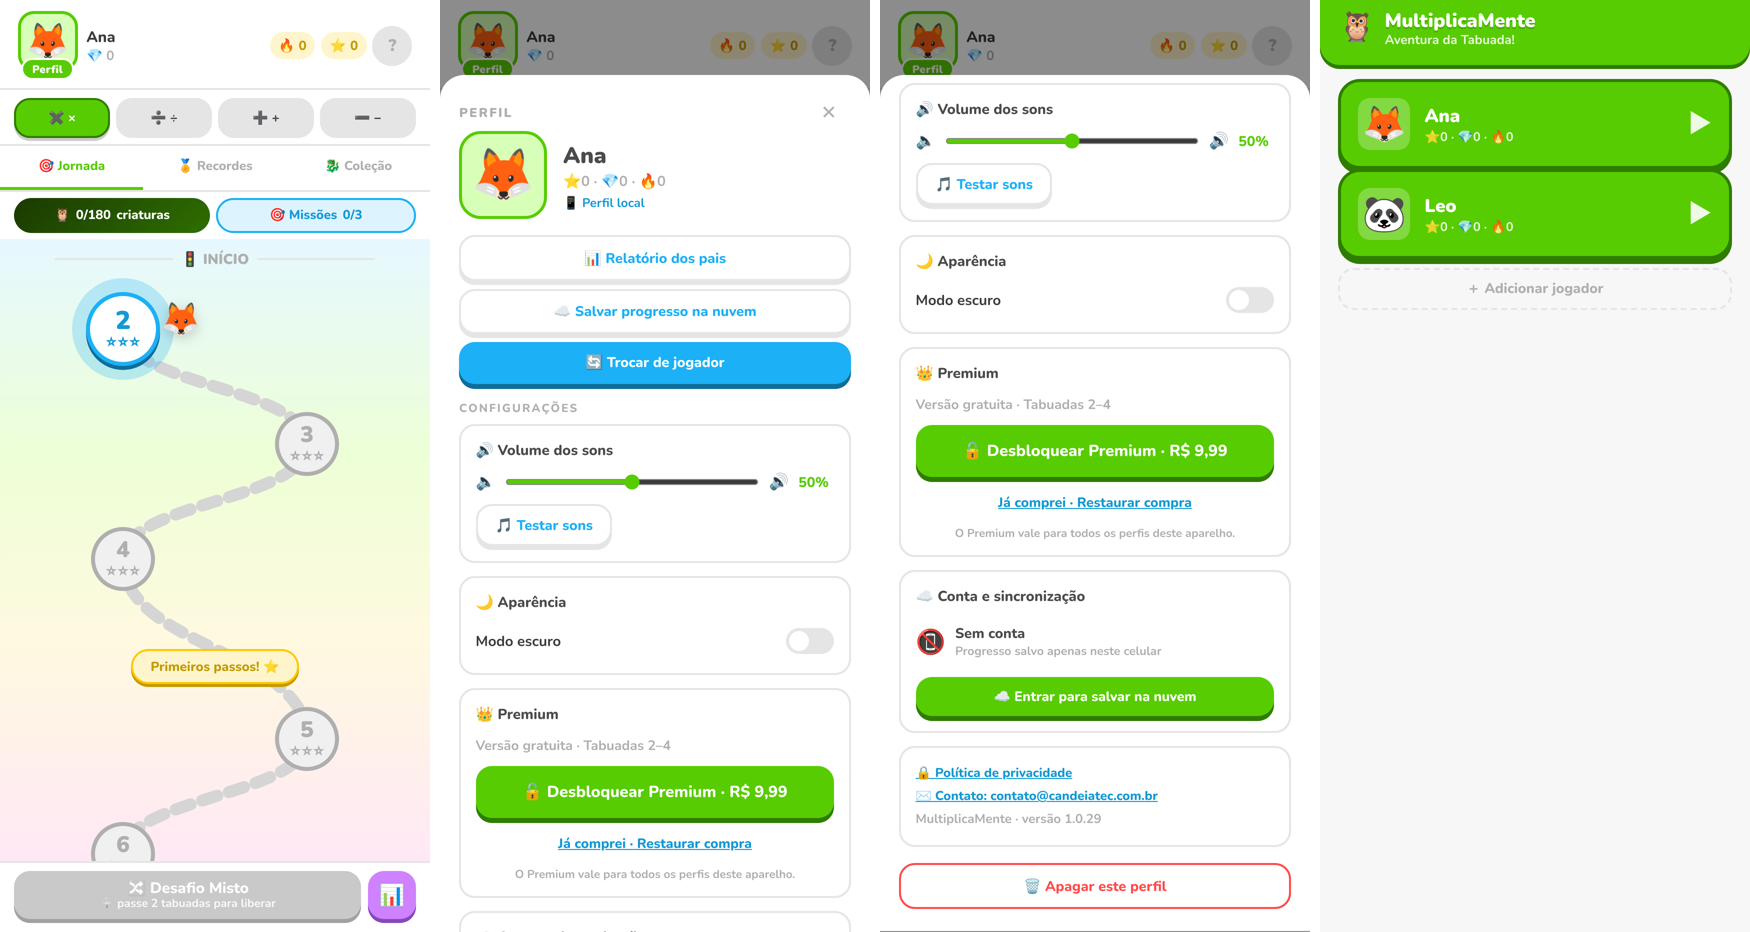 Ana
💎 0
🔥 0
⭐ 0
?
Perfil
✖ ×
➗ ÷
➕ +
➖ −
🎯 Jornada
🏅 Recordes
🐉 Coleção
🦉 0/180 criaturas
🎯 Missões 0/3
🚦 INÍCIO
2
☆☆☆
3
☆☆☆
4
☆☆☆
Primeiros passos! ⭐
5
☆☆☆
6
🔀 Desafio Misto
passe 2 tabuadas para liberar
Ana
💎 0
🔥 0
⭐ 0
?
Perfil
PERFIL
×
Ana
⭐0 · 💎0 · 🔥0
📱 Perfil local
📊 Relatório dos pais
☁️ Salvar progresso na nuvem
🔄 Trocar de jogador
CONFIGURAÇÕES
🔊 Volume dos sons
🔈 🔊 50%
🎵 Testar sons
🌙 Aparência
Modo escuro
👑 Premium
Versão gratuita · Tabuadas 2–4
🔓 Desbloquear Premium · R$ 9,99
Já comprei · Restaurar compra
O Premium vale para todos os perfis deste aparelho.
Ana
💎 0
🔥 0
⭐ 0
?
Perfil
🔊 Volume dos sons
🔈 🔊 50%
🎵 Testar sons
🌙 Aparência
Modo escuro
👑 Premium
Versão gratuita · Tabuadas 2–4
🔓 Desbloquear Premium · R$ 9,99
Já comprei · Restaurar compra
O Premium vale para todos os perfis deste aparelho.
☁️ Conta e sincronização
Sem conta
Progresso salvo apenas neste celular
☁️ Entrar para salvar na nuvem
🔒 Política de privacidade
✉️ Contato: contato@candeiatec.com.br
MultiplicaMente · versão 1.0.29
🗑️ Apagar este perfil
MultiplicaMente
Aventura da Tabuada!
Ana
⭐0 · 💎0 · 🔥0
Leo
⭐0 · 💎0 · 🔥0
+ Adicionar jogador